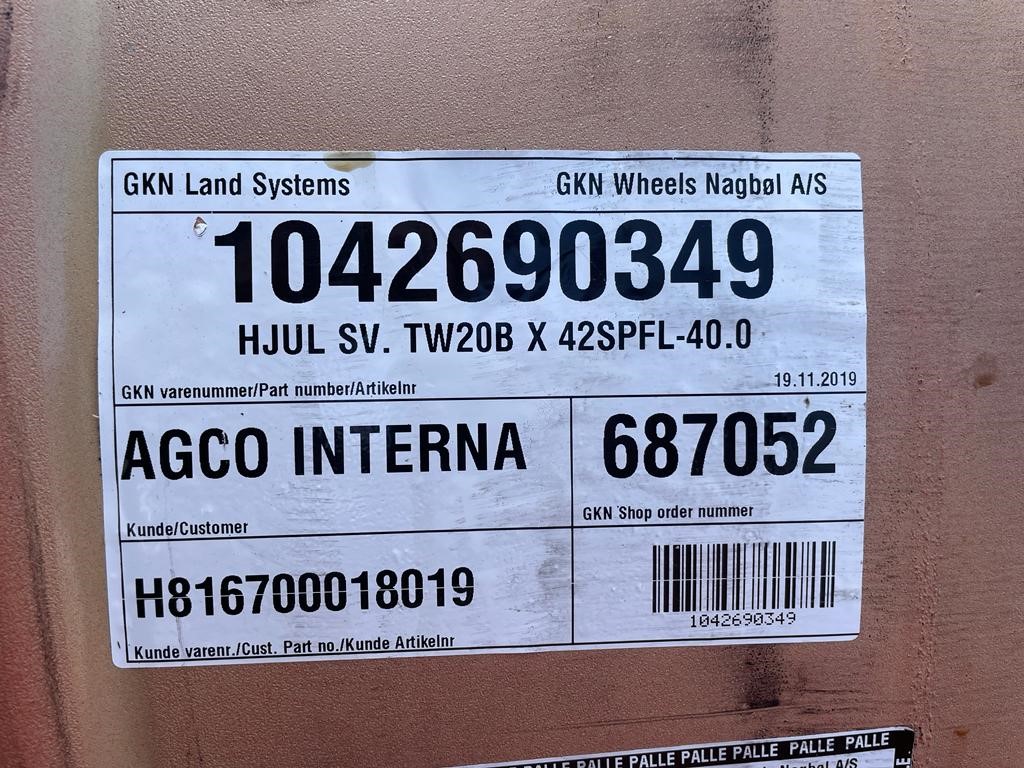 GKN Land Systems GKN Wheels Nagbøl A/S
1042690349
HJUL SV. TW20B X 42SPFL-40.0
GKN varenummer/Part number/Artikelnr 19.11.2019
AGCO INTERNA 687052
Kunde/Customer GKN Shop order nummer
H816700018019
1042690349
Kunde varenr./Cust. Part no./Kunde Artikelnr
PALLE PALLE PALLE PALLE PALLE PALLE
Nagbøl A/S